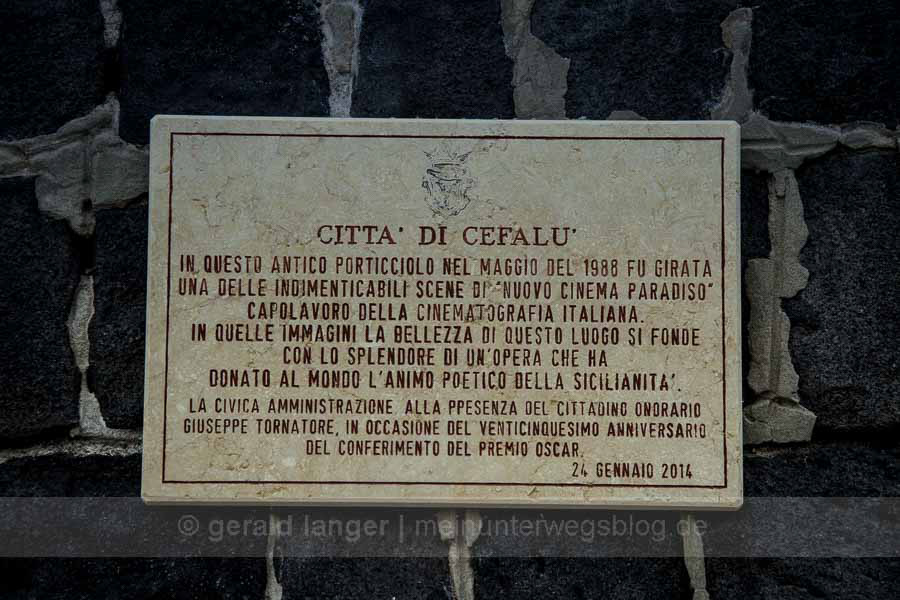 CITTA' DI CEFALU'
IN QUESTO ANTICO PORTICCIOLO NEL MAGGIO DEL 1988 FU GIRATA
UNA DELLE INDIMENTICABILI SCENE DI "NUOVO CINEMA PARADISO"
CAPOLAVORO DELLA CINEMATOGRAFIA ITALIANA.
IN QUELLE IMMAGINI LA BELLEZZA DI QUESTO LUOGO SI FONDE
CON LO SPLENDORE DI UN'OPERA CHE HA
DONATO AL MONDO L'ANIMO POETICO DELLA SICILIANITA'.
LA CIVICA AMMINISTRAZIONE, ALLA PPESENZA DEL CITTADINO ONORARIO
GIUSEPPE TORNATORE, IN OCCASIONE DEL VENTICINQUESIMO ANNIVERSARIO
DEL CONFERIMENTO DEL PREMIO OSCAR.
24 GENNAIO 2014
© gerald langer | meinunterwegsblog.de